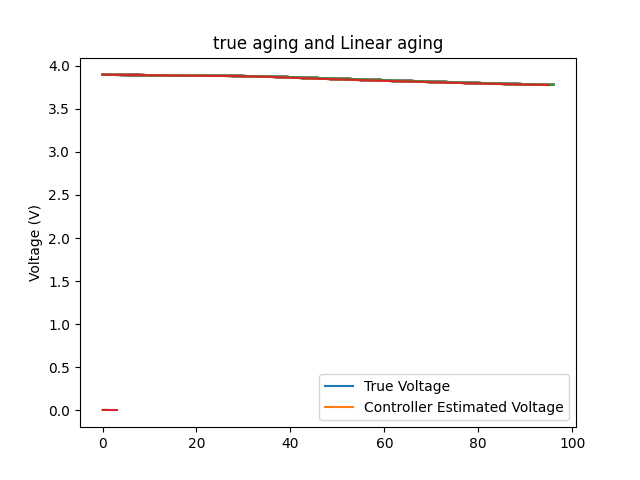 true aging and Linear aging
4.0
3.5
3.0
2.5
2.0
1.5
1.0
0.5
0.0
Voltage (V)
True Voltage
Controller Estimated Voltage
0 20 40 60 80 100